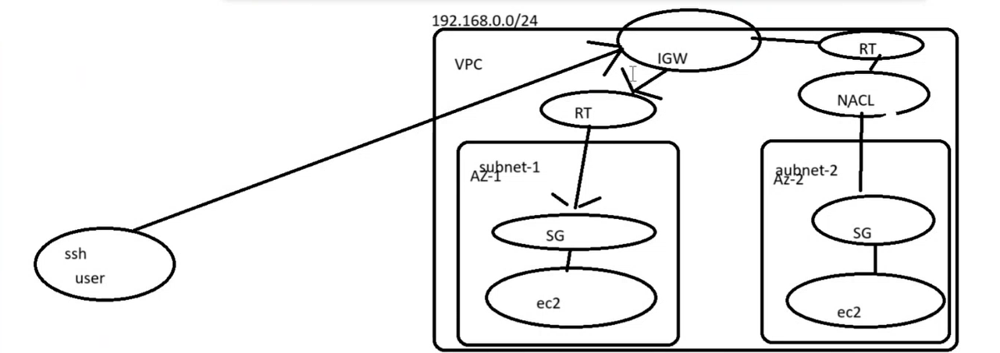 192.168.0.0/24
VPC
IGW
RT
RT
NACL
subnet-1
AZ-1
aubnet-2
Az-2
SG
SG
ssh
user
ec2
ec2